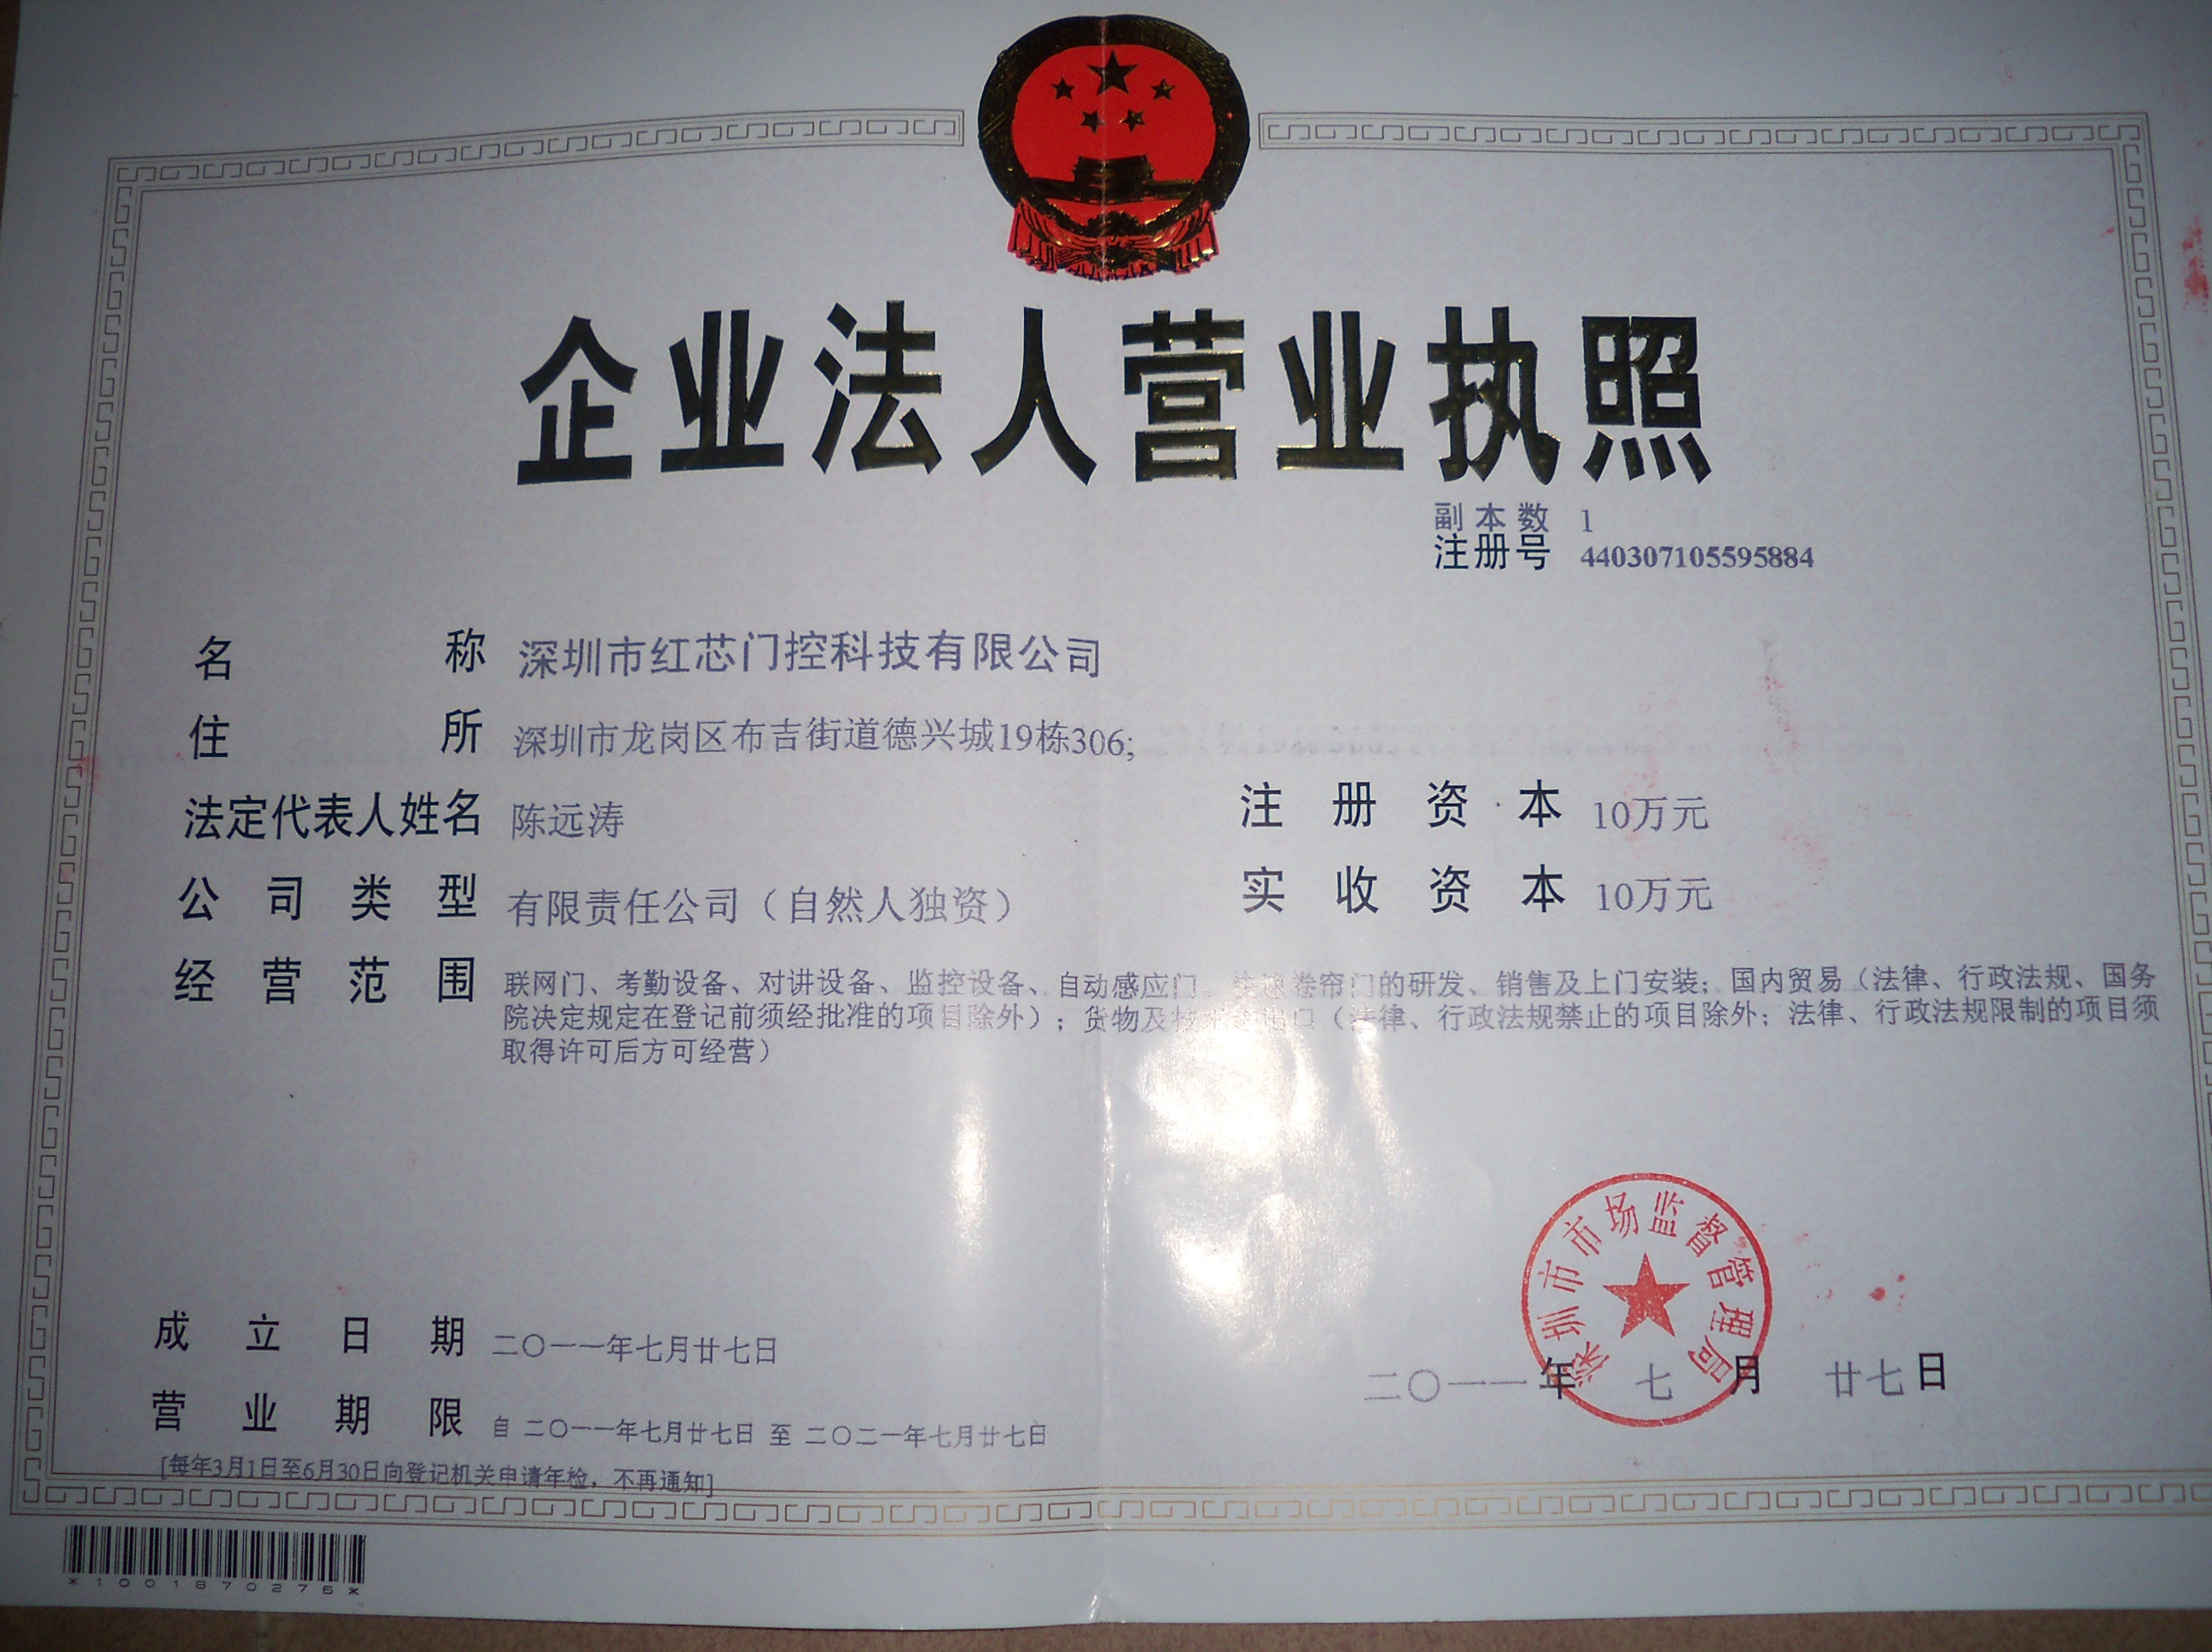 企业法人营业执照
副本数 1
注册号 440307105595884
名称 深圳市红芯门控科技有限公司
住所 深圳市龙岗区布吉街道德兴城19栋306;
法定代表人姓名 陈远涛 注册资本 10万元
公司类型 有限责任公司（自然人独资） 实收资本 10万元
经营范围 联网门、考勤设备、对讲设备、监控设备、自动感应门、快速卷帘门的研发、销售及上门安装；国内贸易（法律、行政法规、国务
院决定规定在登记前须经批准的项目除外）；货物及技术进出口（法律、行政法规禁止的项目除外；法律、行政法规限制的项目须
取得许可后方可经营）
深圳市市场监督管理局
成立日期 二〇一一年七月廿七日
二〇一一年七月廿七日
营业期限 自 二〇一一年七月廿七日 至 二〇二一年七月廿七日
[每年3月1日至6月30日向登记机关申请年检，不再通知]
*1001870276*